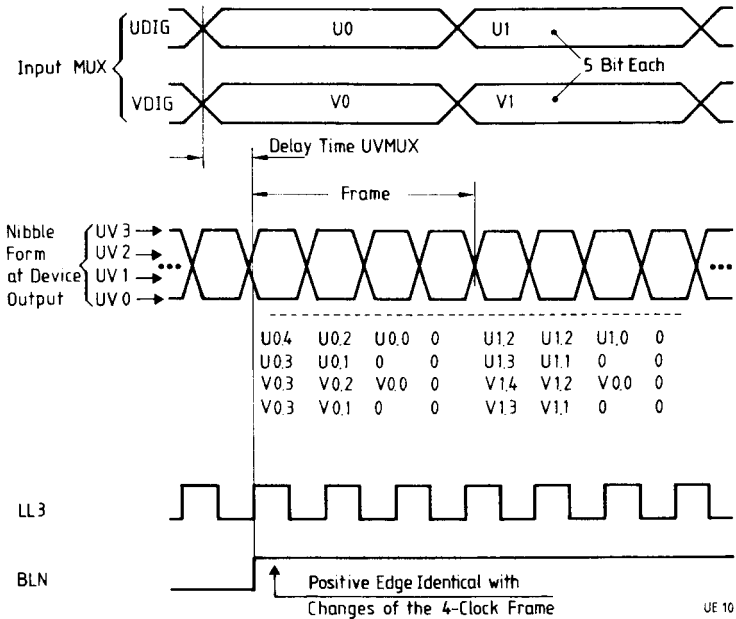 UDIG U0 U1
Input MUX 5 Bit Each
VDIG V0 V1
Delay Time UVMUX
Frame
Nibble UV 3
Form UV 2
at Device UV 1
Output UV 0
U0.4 U0.2 U0.0 0 U1.2 U1.2 U1.0 0
U0.3 U0.1 0 0 U1.3 U1.1 0 0
V0.3 V0.2 V0.0 0 V1.4 V1.2 V0.0 0
V0.3 V0.1 0 0 V1.3 V1.1 0 0
LL3
BLN
Positive Edge Identical with
Changes of the 4-Clock Frame
UE 10